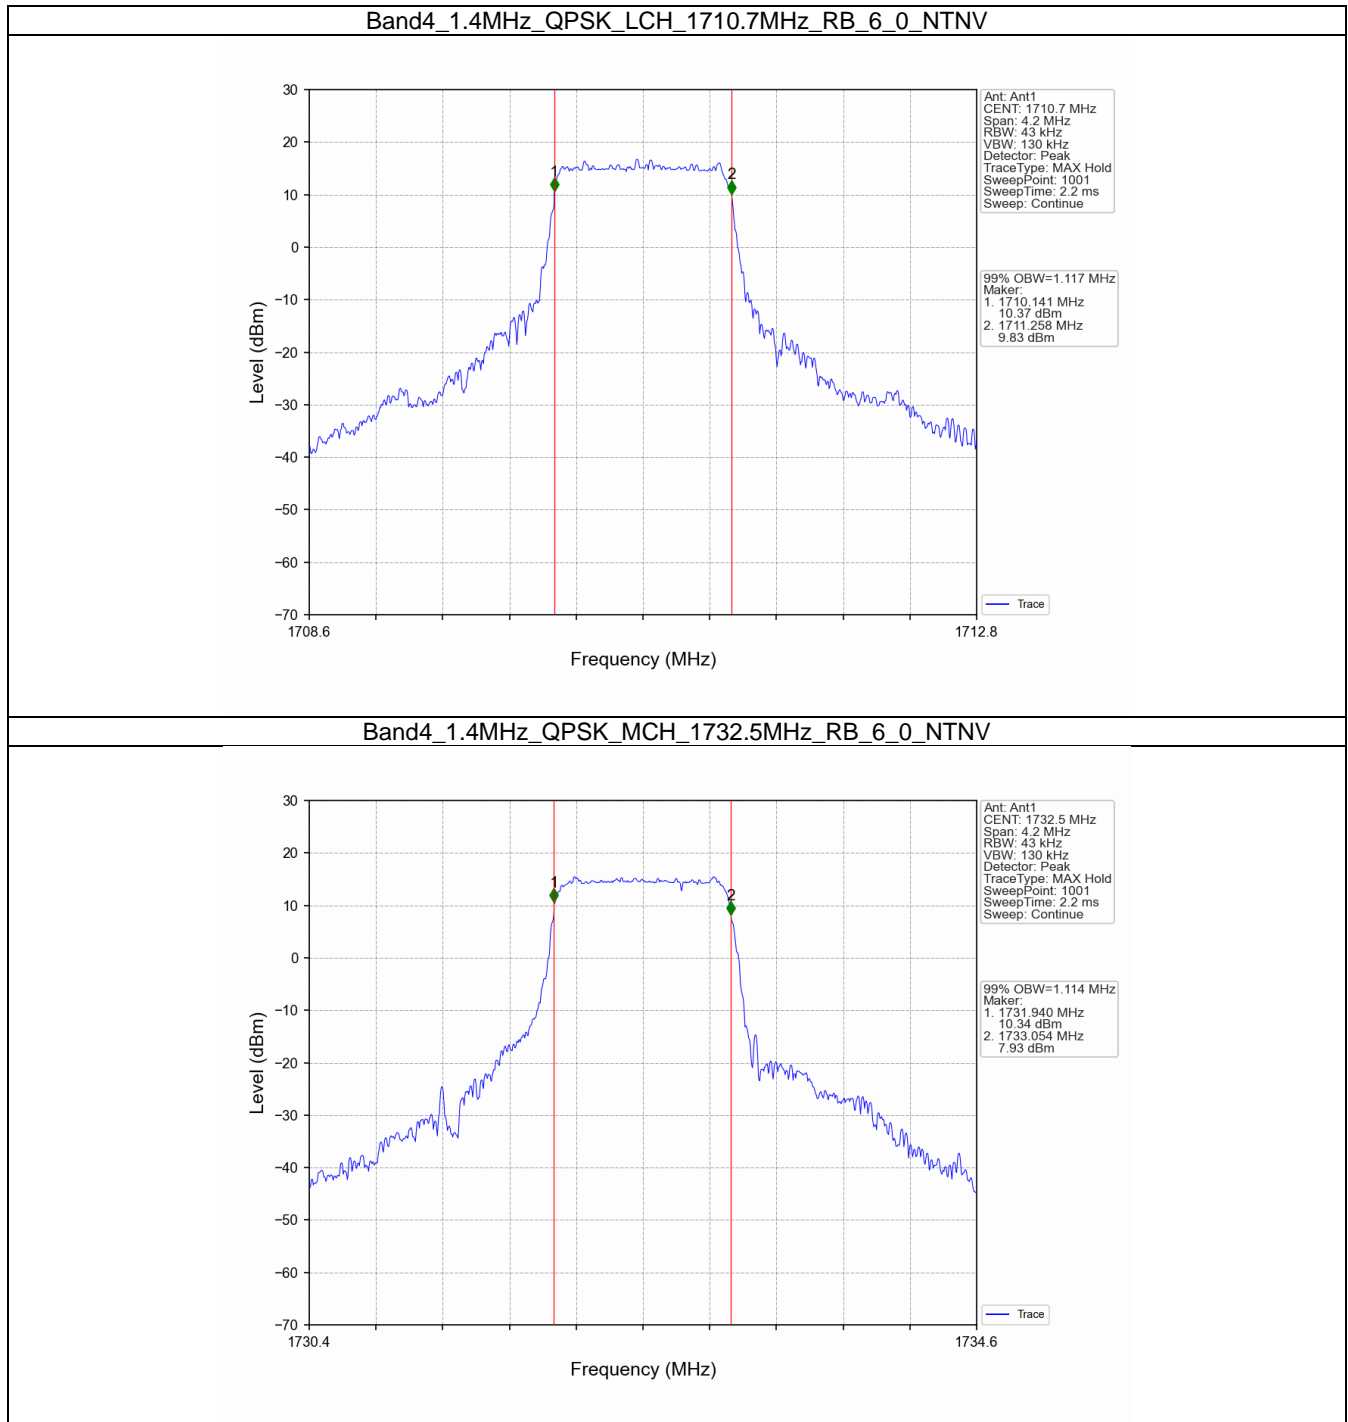 Band4_1.4MHz_QPSK_LCH_1710.7MHz_RB_6_0_NTNV
30
20
10
0
−10
−20
−30
−40
−50
−60
−70
Level (dBm)
1
2
1708.6
1712.8
Frequency (MHz)
Ant: Ant1
CENT: 1710.7 MHz
Span: 4.2 MHz
RBW: 43 kHz
VBW: 130 kHz
Detector: Peak
TraceType: MAX Hold
SweepPoint: 1001
SweepTime: 2.2 ms
Sweep: Continue
99% OBW=1.117 MHz
Maker:
1. 1710.141 MHz
10.37 dBm
2. 1711.258 MHz
9.83 dBm
Trace
Band4_1.4MHz_QPSK_MCH_1732.5MHz_RB_6_0_NTNV
30
20
10
0
−10
−20
−30
−40
−50
−60
−70
Level (dBm)
1
2
1730.4
1734.6
Frequency (MHz)
Ant: Ant1
CENT: 1732.5 MHz
Span: 4.2 MHz
RBW: 43 kHz
VBW: 130 kHz
Detector: Peak
TraceType: MAX Hold
SweepPoint: 1001
SweepTime: 2.2 ms
Sweep: Continue
99% OBW=1.114 MHz
Maker:
1. 1731.940 MHz
10.34 dBm
2. 1733.054 MHz
7.93 dBm
Trace